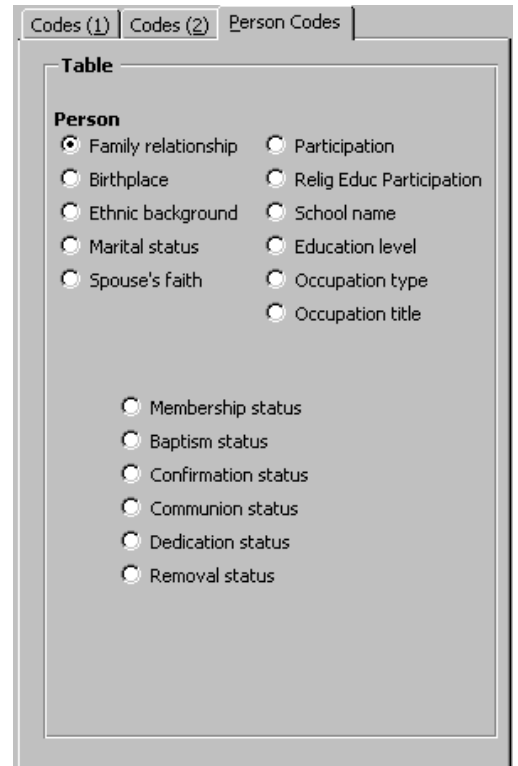 Codes (1) Codes (2) Person Codes
Table
Person
Family relationship Participation
Birthplace Relig Educ Participation
Ethnic background School name
Marital status Education level
Spouse's faith Occupation type
Occupation title
Membership status
Baptism status
Confirmation status
Communion status
Dedication status
Removal status